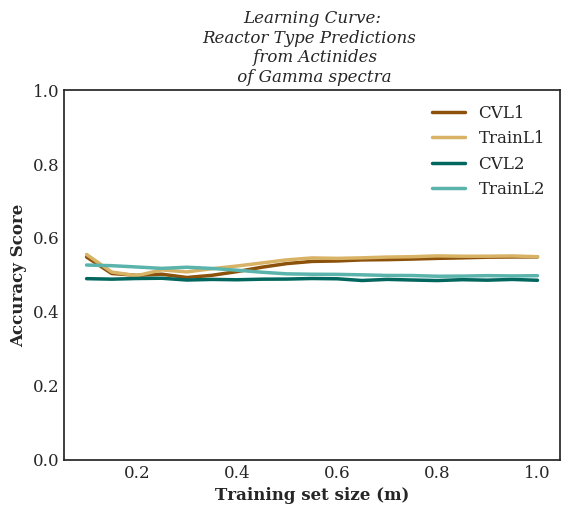 Learning Curve:
Reactor Type Predictions
from Actinides
of Gamma spectra
1.0
0.8
0.6
0.4
0.2
0.0
Accuracy Score
CVL1
TrainL1
CVL2
TrainL2
0.2 0.4 0.6 0.8 1.0
Training set size (m)